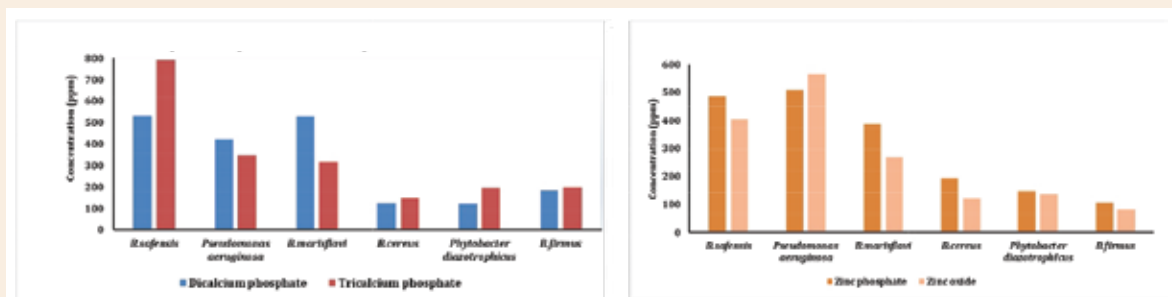 800
700
600
500
400
300
200
100
0
Concentration (ppm)
B.safensis
Pseudomonas aeruginosa
B.marisflavi
B.cereus
Phytobacter diazotrophicus
B.firmus
Dicalcium phosphate
Tricalcium phosphate
600
500
400
300
200
100
0
Concentration (ppm)
B.safensis
Pseudomonas aeruginosa
B.marisflavi
B.cereus
Phytobacter diazotrophicus
B.firmus
Zinc phosphate
Zinc oxide